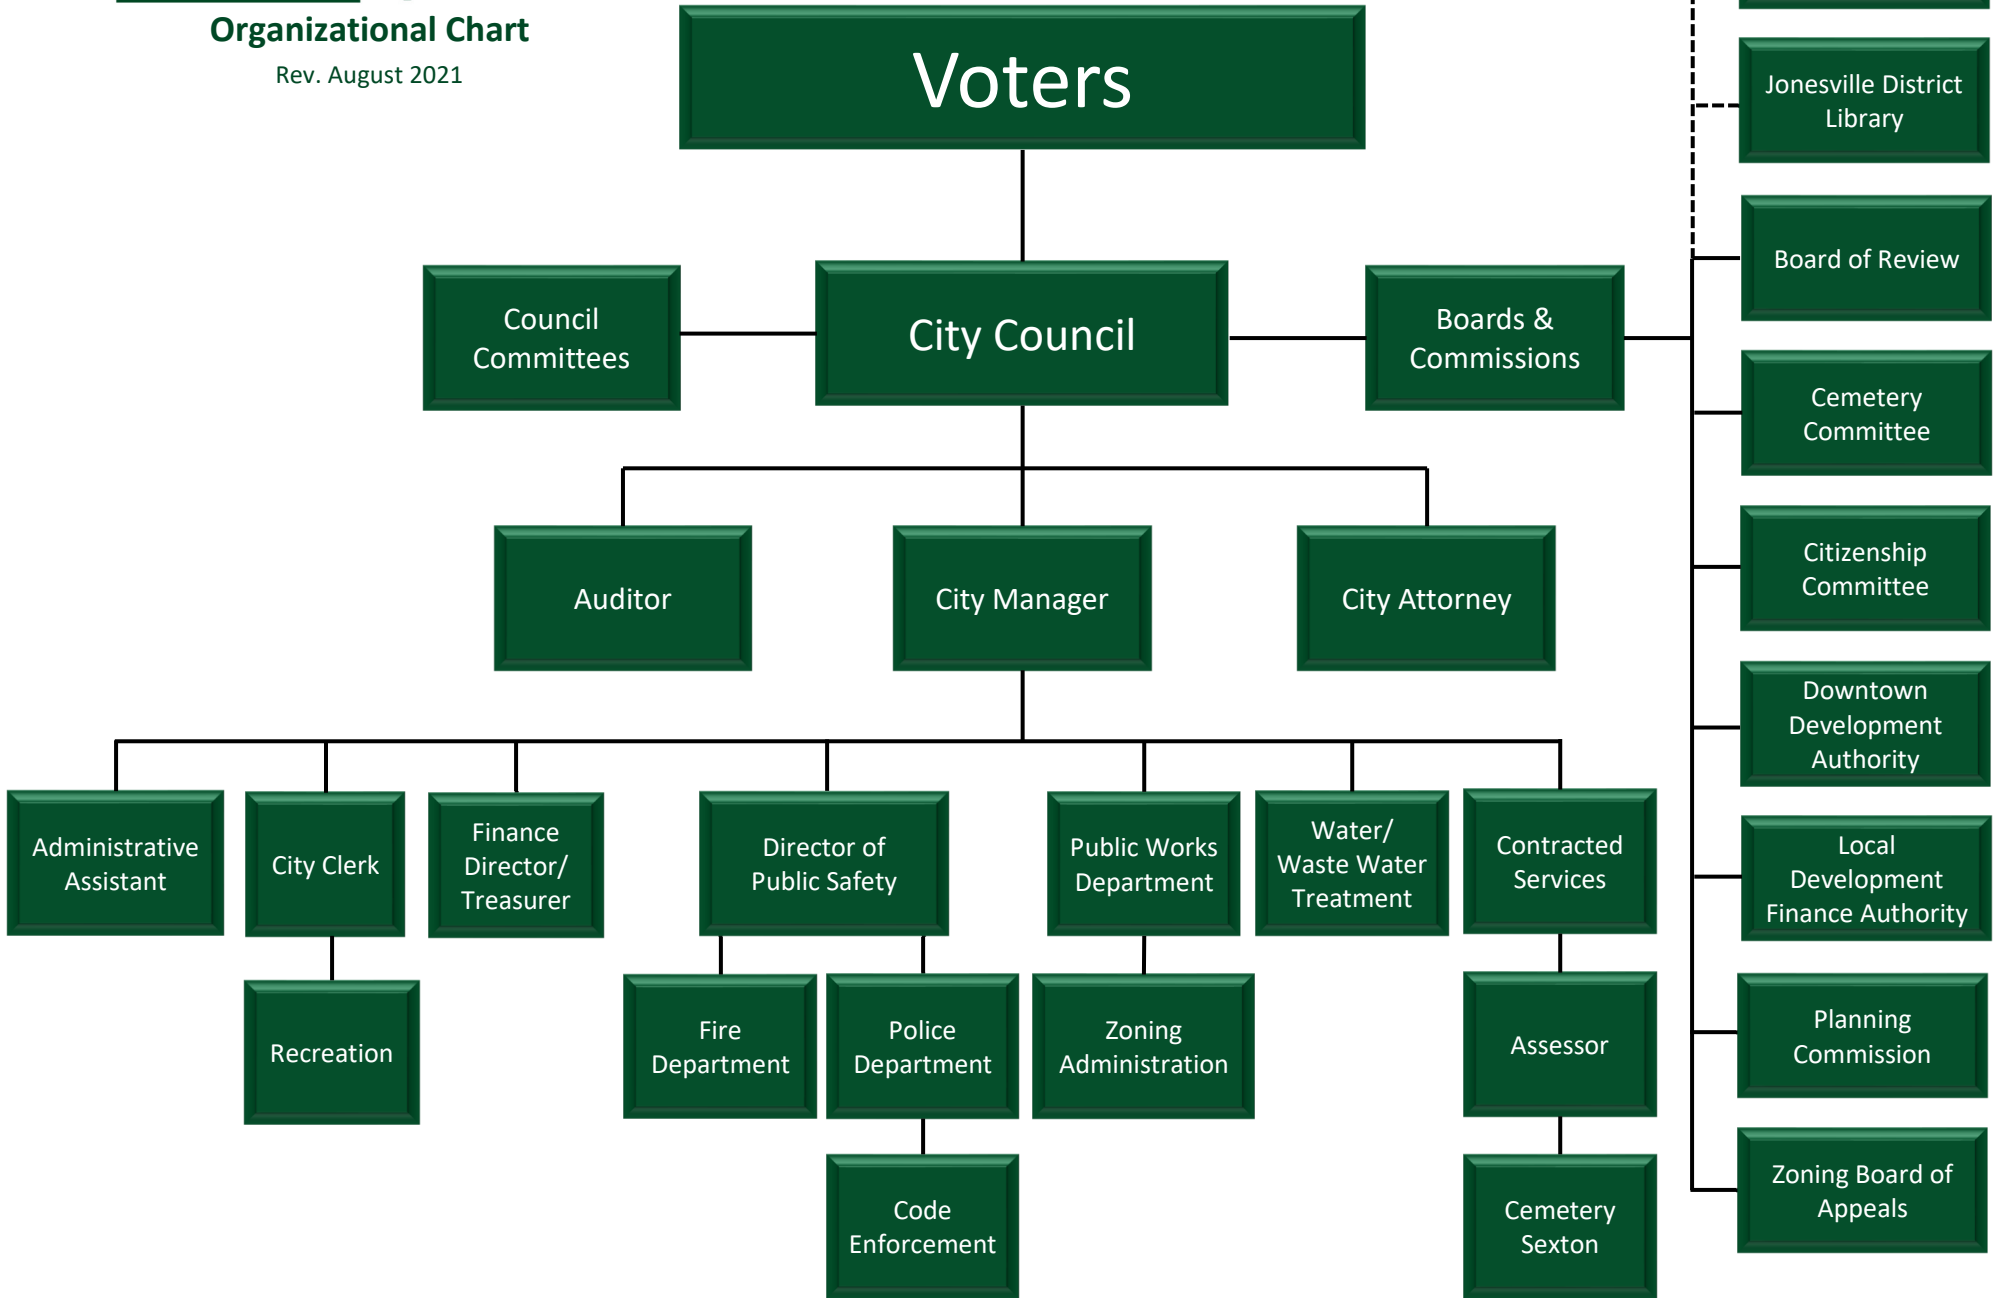 Organizational Chart
Rev. August 2021
Voters
Jonesville District
Library
Board of Review
Council
Committees
City Council
Boards &
Commissions
Cemetery
Committee
Citizenship
Committee
Auditor
City Manager
City Attorney
Downtown
Development
Authority
Administrative
Assistant
City Clerk
Finance
Director/
Treasurer
Director of
Public Safety
Public Works
Department
Water/
Waste Water
Treatment
Contracted
Services
Local
Development
Finance Authority
Recreation
Fire
Department
Police
Department
Zoning
Administration
Assessor
Planning
Commission
Code
Enforcement
Cemetery
Sexton
Zoning Board of
Appeals